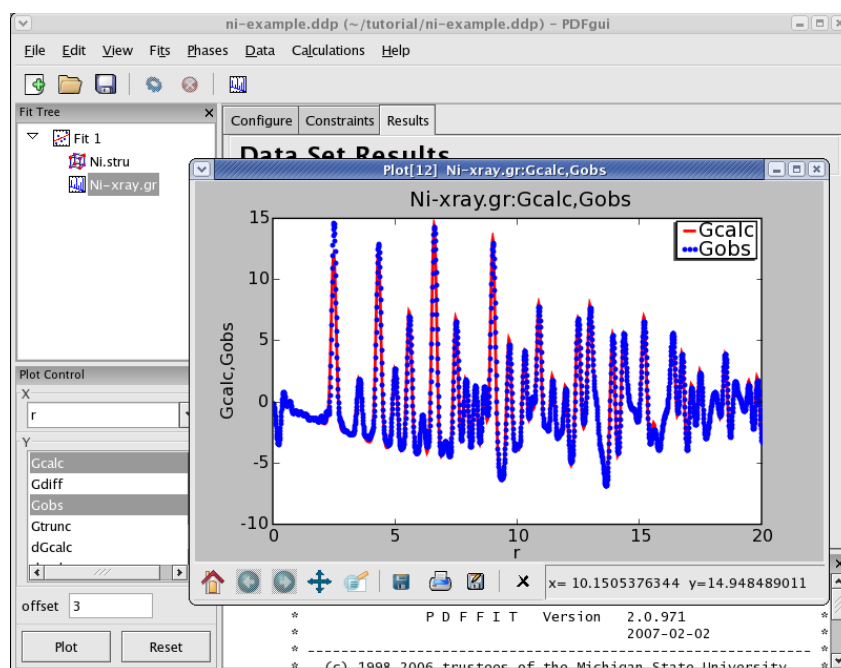 ni-example.ddp (~/tutorial/ni-example.ddp) - PDFgui
File Edit View Fits Phases Data Calculations Help
Fit Tree
Fit 1
Ni.stru
Ni-xray.gr
Configure Constraints Results
Data Set Results
Plot[12] Ni-xray.gr:Gcalc,Gobs
Ni-xray.gr:Gcalc,Gobs
Gcalc
Gobs
15
10
5
0
-5
-10
Gcalc,Gobs
0 5 10 15 20
r
x= 10.1505376344 y=14.948489011
Plot Control
X
r
Y
Gcalc
Gdiff
Gobs
Gtrunc
dGcalc
offset 3
Plot Reset
* P D F F I T Version 2.0.971 *
* 2007-02-02 *
* ---------------------------------------------------------------- *
* (c) 1998-2006 trustees of the Michigan State University *